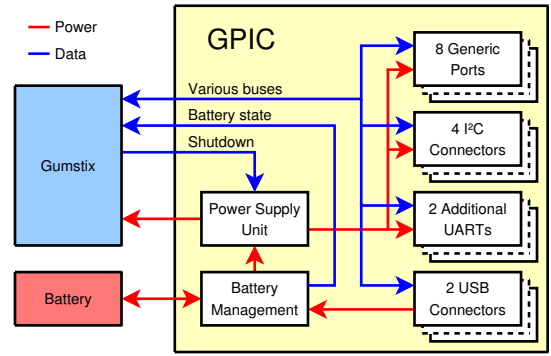 Power
Data
GPIC
8 Generic
Ports
Various buses
Battery state
4 I²C
Connectors
Shutdown
Gumstix
Power Supply
Unit
2 Additional
UARTs
Battery
Battery
Management
2 USB
Connectors